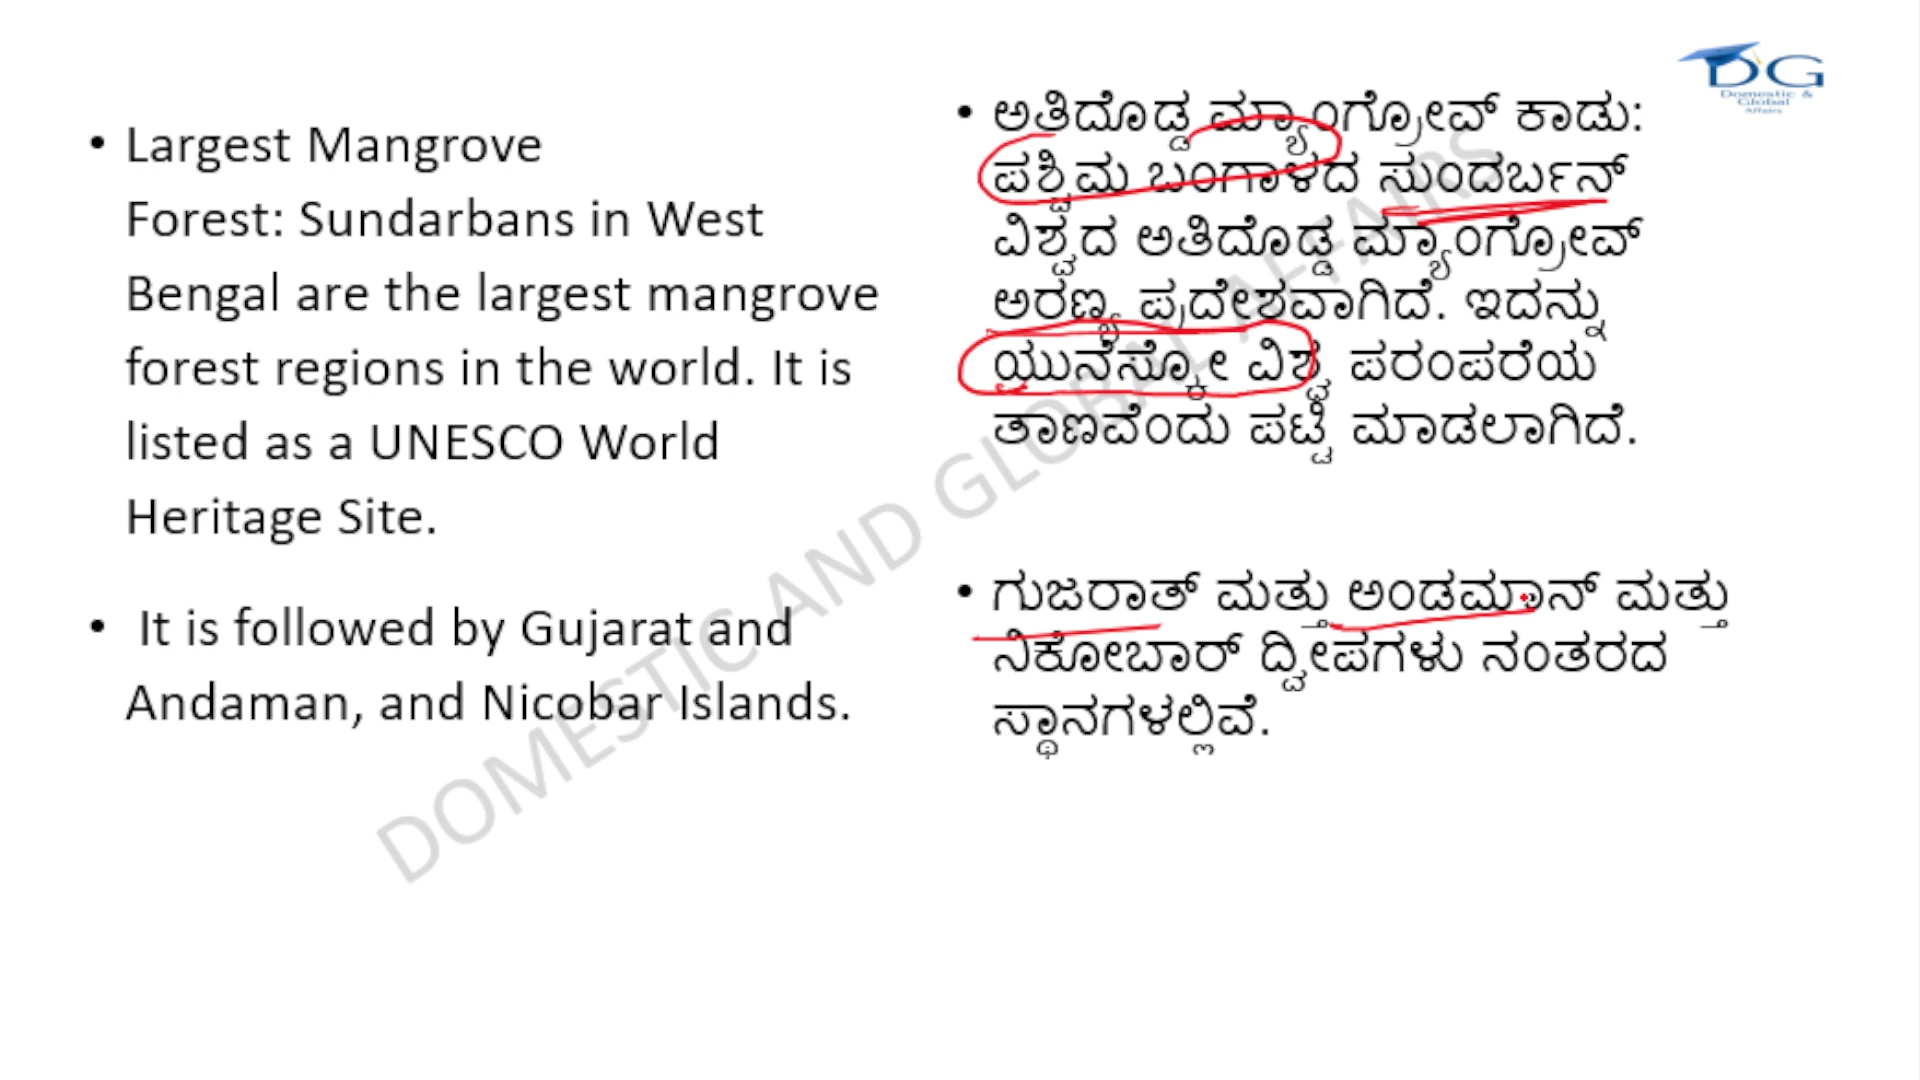 DG
Domestic &
Global
Affairs
• Largest Mangrove
Forest: Sundarbans in West
Bengal are the largest mangrove
forest regions in the world. It is
listed as a UNESCO World
Heritage Site.
• It is followed by Gujarat and
Andaman, and Nicobar Islands.
• ಅತಿದೊಡ್ಡ ಮ್ಯಾಂಗ್ರೋವ್ ಕಾಡು:
ಪಶ್ಚಿಮ ಬಂಗಾಳದ ಸುಂದರ್ಬನ್
ವಿಶ್ವದ ಅತಿದೊಡ್ಡ ಮ್ಯಾಂಗ್ರೋವ್
ಅರಣ್ಯ ಪ್ರದೇಶವಾಗಿದೆ. ಇದನ್ನು
ಯುನೆಸ್ಕೋ ವಿಶ್ವ ಪರಂಪರೆಯ
ತಾಣವೆಂದು ಪಟ್ಟಿ ಮಾಡಲಾಗಿದೆ.
• ಗುಜರಾತ್ ಮತ್ತು ಅಂಡಮಾನ್ ಮತ್ತು
ನಿಕೋಬಾರ್ ದ್ವೀಪಗಳು ನಂತರದ
ಸ್ಥಾನಗಳಲ್ಲಿವೆ.
DOMESTIC AND GLOBAL AFFAIRS